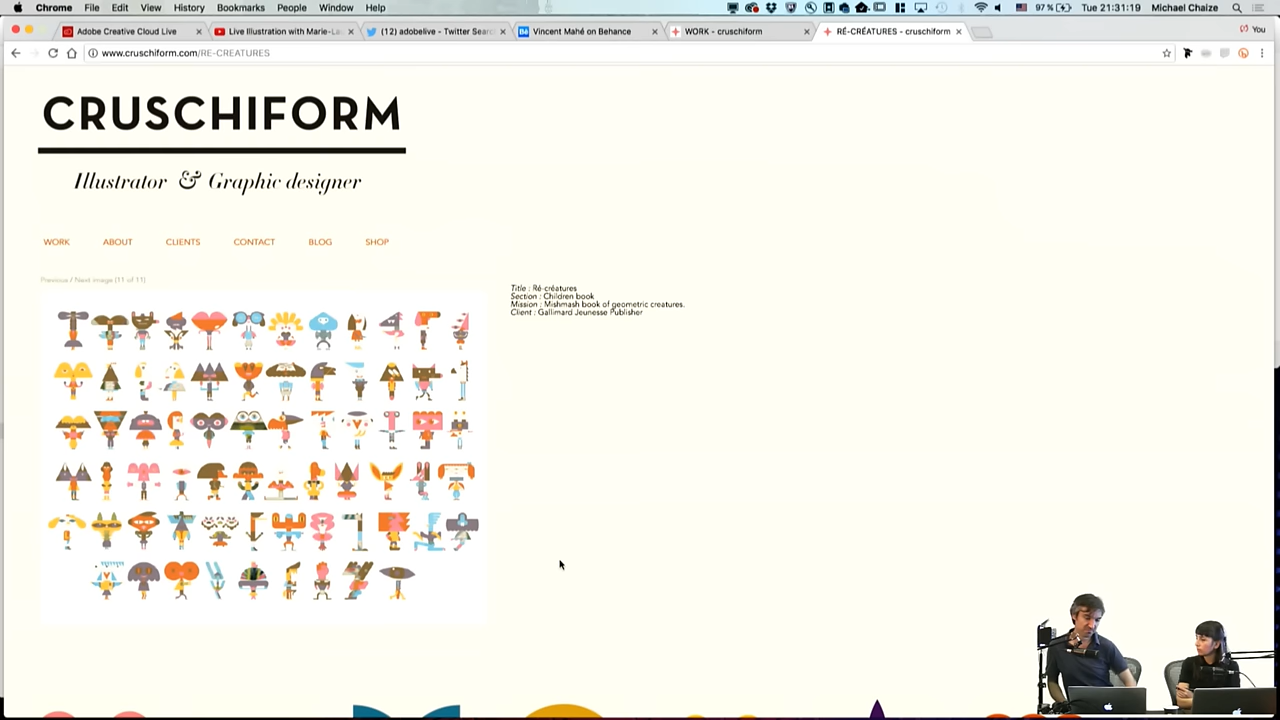 Chrome File Edit View History Bookmarks People Window Help
97% Tue 21:31:19 Michael Chaize
Adobe Creative Cloud Live
Live Illustration with Marie-La
(12) adobelive - Twitter Searc
Vincent Mahé on Behance
WORK - cruschiform
RÉ-CRÉATURES - cruschiform
You
www.cruschiform.com/RE-CREATURES
CRUSCHIFORM
Illustrator & Graphic designer
WORK ABOUT CLIENTS CONTACT BLOG SHOP
Previous / Next image (11 of 11)
Title : Ré-créatures
Section : Children book
Mission : Mishmash book of geometric creatures.
Client : Gallimard Jeunesse Publisher